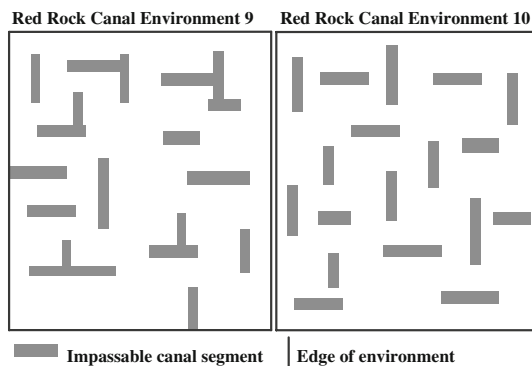 Red Rock Canal Environment 9
Red Rock Canal Environment 10
Impassable canal segment
Edge of environment